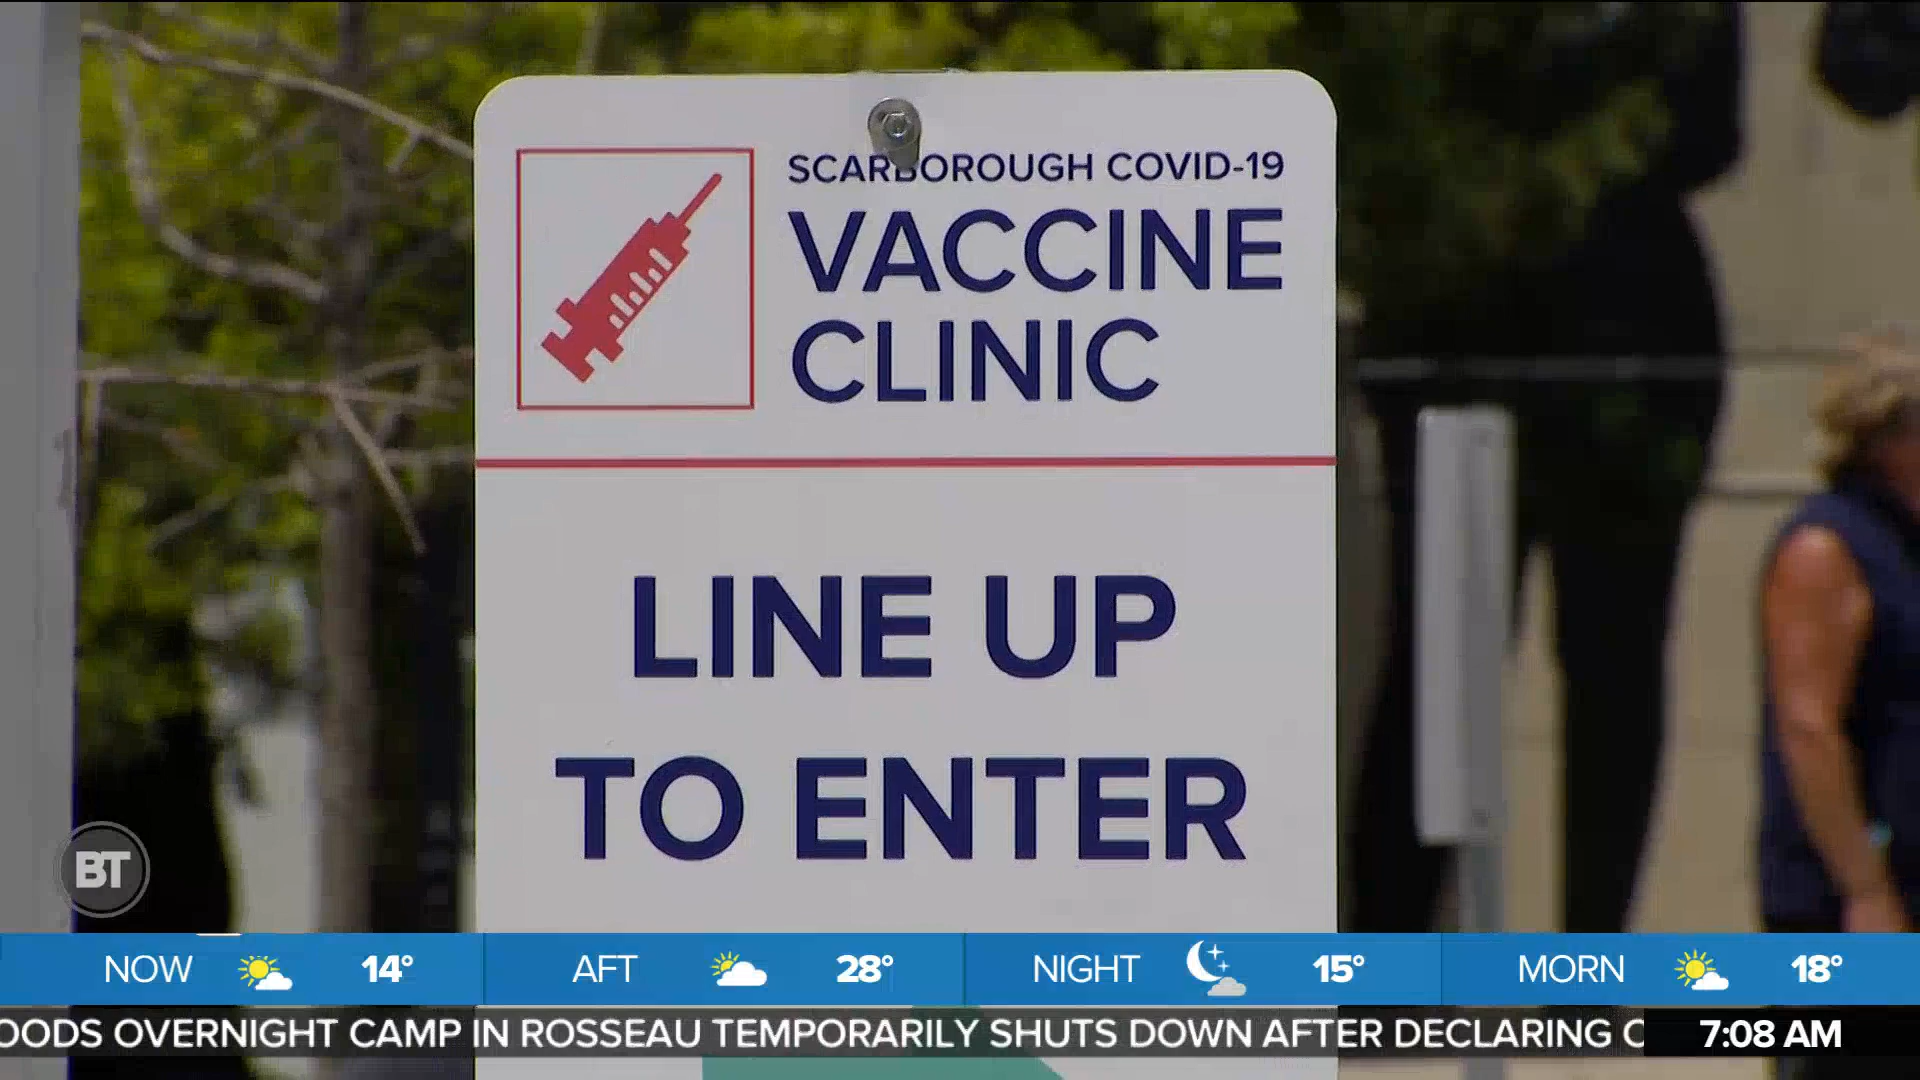 SCARBOROUGH COVID-19
VACCINE
CLINIC
LINE UP
TO ENTER
BT
NOW 14° AFT 28° NIGHT 15° MORN 18°
OVERNIGHT CAMP IN ROSSEAU TEMPORARILY SHUTS DOWN AFTER DECLARING 7:08 AM